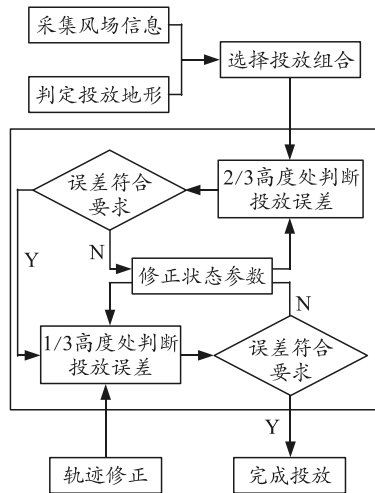 采集风场信息
选择投放组合
判定投放地形
误差符合
要求
2/3高度处判断
投放误差
N
Y
修正状态参数
N
1/3高度处判断
投放误差
误差符合
要求
Y
轨迹修正
完成投放